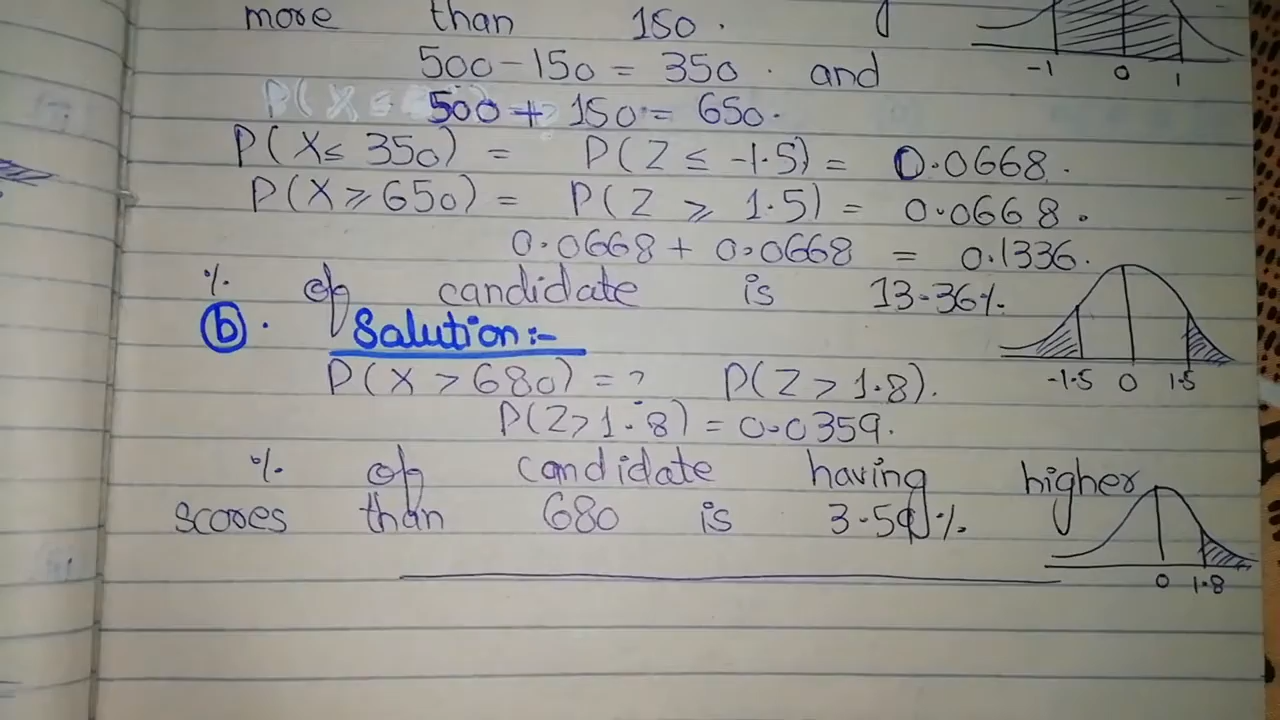 more than 150.
-1 0 1
500 - 150 = 350 . and
500 + 150 = 650.
P(X ≤ 350) = P(Z ≤ -1.5) = 0.0668.
P(X ≥ 650) = P(Z ≥ 1.5) = 0.0668.
0.0668 + 0.0668 = 0.1336.
% of candidate is 13.36%.
-1.5 0 1.5
(b). Salution:-
P(X > 680) = ? P(Z > 1.8).
P(Z > 1.8) = 0.0359.
% of candidate having higher
scores than 680 is 3.59%
0 1.8